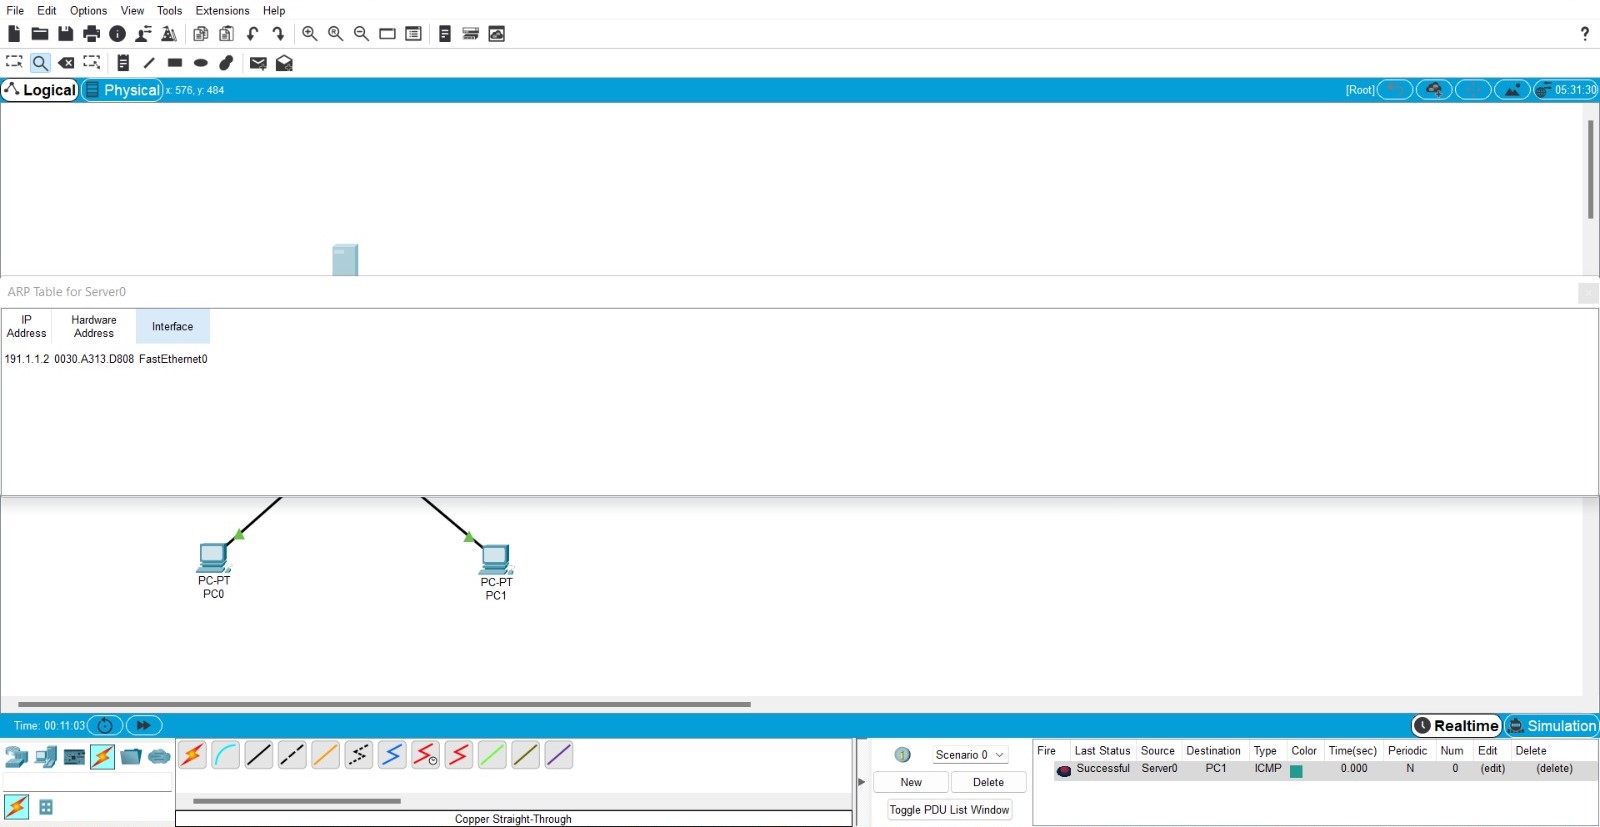 File Edit Options View Tools Extensions Help
?
Logical Physical x: 576, y: 484 [Root] 05:31:30
ARP Table for Server0
IP Address Hardware Address Interface
191.1.1.2 0030.A313.D808 FastEthernet0
PC-PT
PC0
PC-PT
PC1
Time: 00:11:03 Realtime Simulation
Scenario 0
New Delete
Toggle PDU List Window
Fire Last Status Source Destination Type Color Time(sec) Periodic Num Edit Delete
Successful Server0 PC1 ICMP 0.000 N 0 (edit) (delete)
Copper Straight-Through